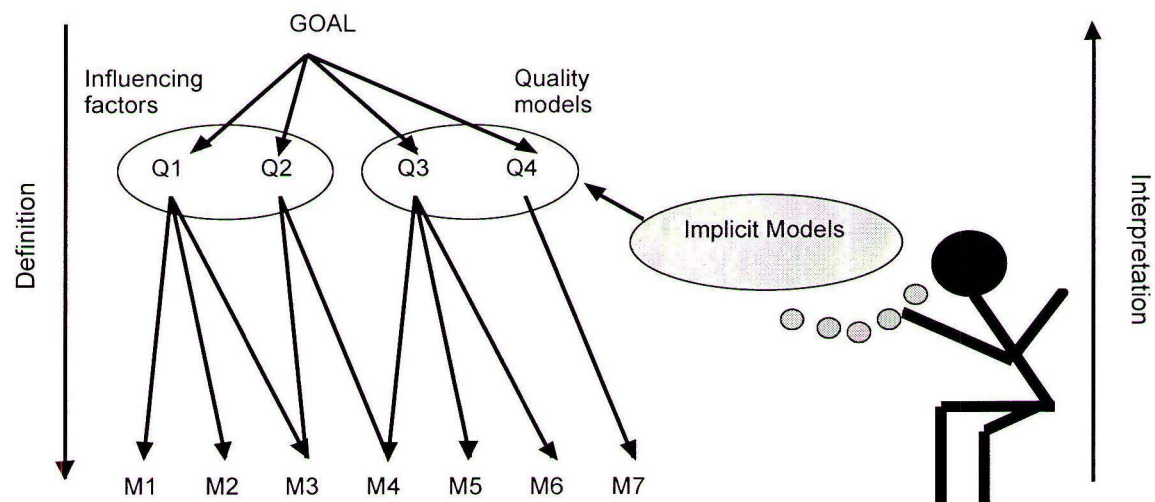 GOAL
Influencing
factors
Quality
models
Q1 Q2 Q3 Q4
Implicit Models
Definition
Interpretation
M1 M2 M3 M4 M5 M6 M7